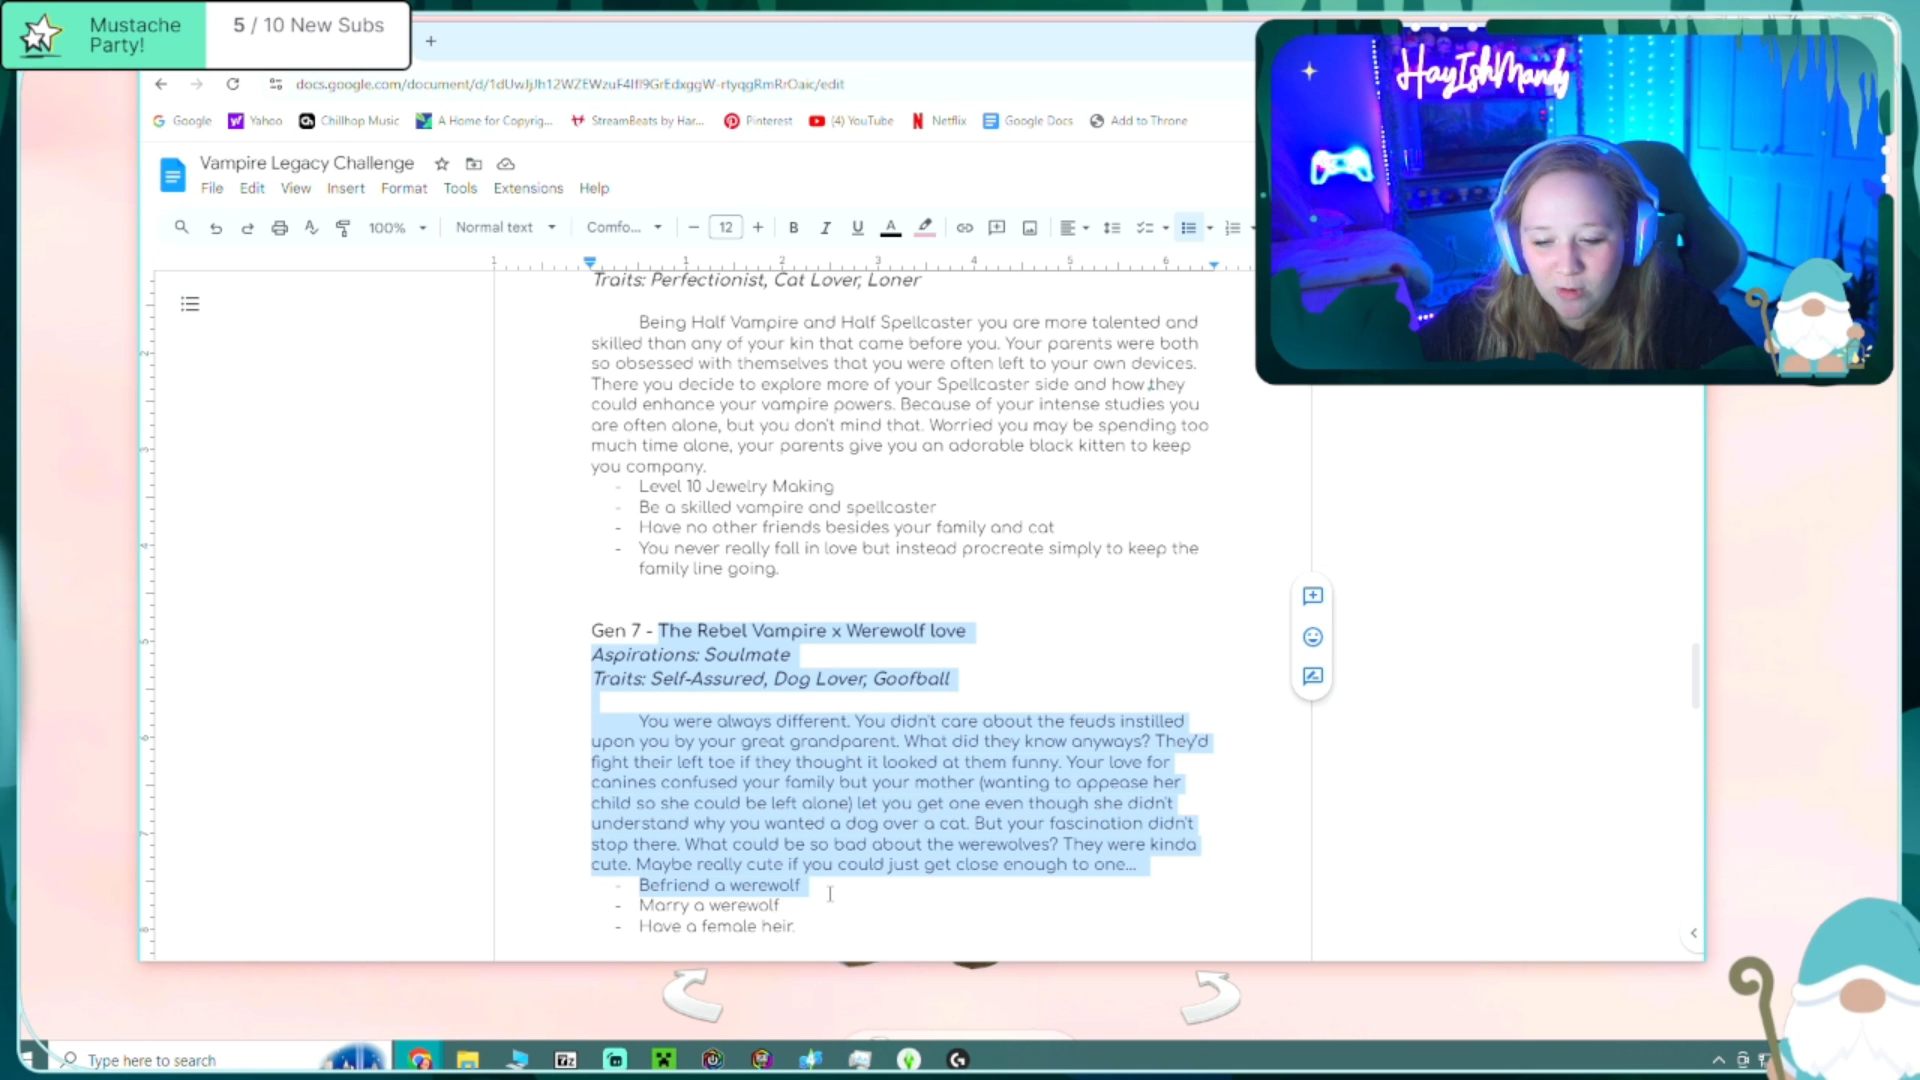 Mustache
Party!
5 / 10 New Subs
docs.google.com/document/d/1dUwJjJh12WZEWzuF4Ifl9GrEdxggW-rtyqgRmRrOaic/edit
Google
Yahoo
Chillhop Music
A Home for Copyrig...
StreamBeats by Har...
Pinterest
(4) YouTube
Netflix
Google Docs
Add to Throne
HayIshMandy
Vampire Legacy Challenge
File Edit View Insert Format Tools Extensions Help
100% Normal text Comfo... 12 B I U A
1 1 2 3 4 5 6
Traits: Perfectionist, Cat Lover, Loner
Being Half Vampire and Half Spellcaster you are more talented and
skilled than any of your kin that came before you. Your parents were both
so obsessed with themselves that you were often left to your own devices.
There you decide to explore more of your Spellcaster side and how they
could enhance your vampire powers. Because of your intense studies you
are often alone, but you don't mind that. Worried you may be spending too
much time alone, your parents give you an adorable black kitten to keep
you company.
- Level 10 Jewelry Making
- Be a skilled vampire and spellcaster
- Have no other friends besides your family and cat
- You never really fall in love but instead procreate simply to keep the
family line going.
Gen 7 - The Rebel Vampire x Werewolf love
Aspirations: Soulmate
Traits: Self-Assured, Dog Lover, Goofball
You were always different. You didn't care about the feuds instilled
upon you by your great grandparent. What did they know anyways? They'd
fight their left toe if they thought it looked at them funny. Your love for
canines confused your family but your mother (wanting to appease her
child so she could be left alone) let you get one even though she didn't
understand why you wanted a dog over a cat. But your fascination didn't
stop there. What could be so bad about the werewolves? They were kinda
cute. Maybe really cute if you could just get close enough to one...
- Befriend a werewolf
- Marry a werewolf
- Have a female heir.
Type here to search